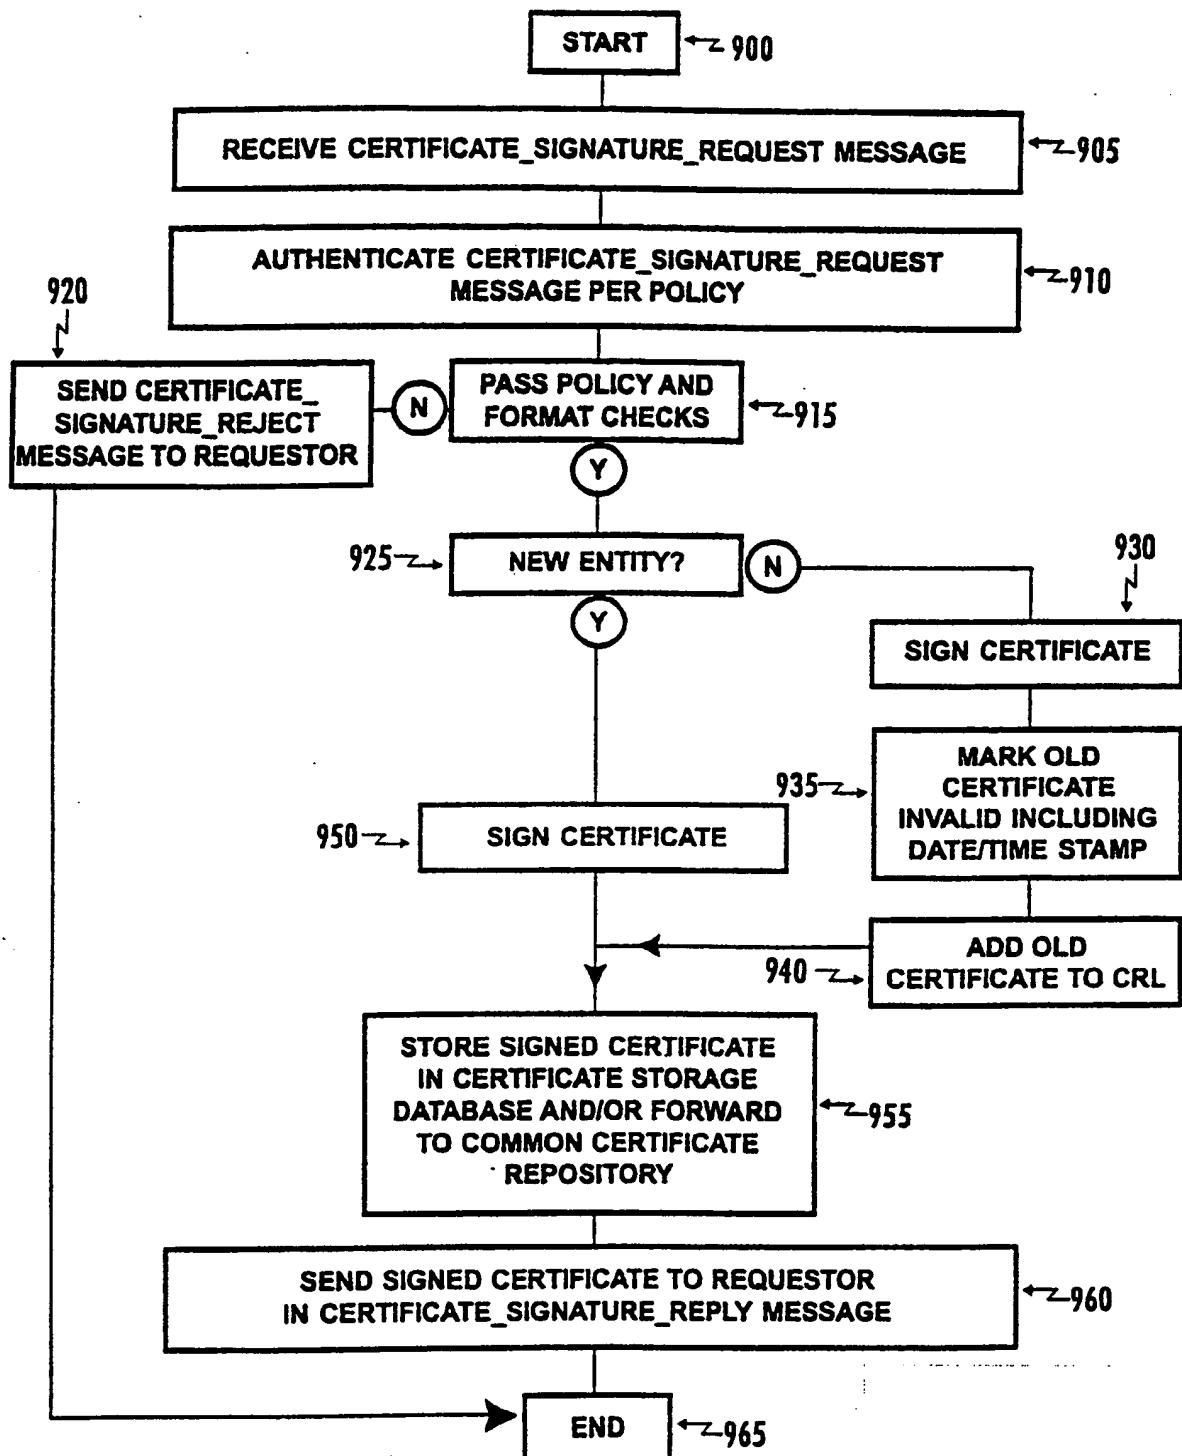 START
900
RECEIVE CERTIFICATE_SIGNATURE_REQUEST MESSAGE
905
AUTHENTICATE CERTIFICATE_SIGNATURE_REQUEST
MESSAGE PER POLICY
910
920
SEND CERTIFICATE_
SIGNATURE_REJECT
MESSAGE TO REQUESTOR
N
PASS POLICY AND
FORMAT CHECKS
915
Y
925
NEW ENTITY?
N
930
Y
SIGN CERTIFICATE
935
MARK OLD
CERTIFICATE
INVALID INCLUDING
DATE/TIME STAMP
950
SIGN CERTIFICATE
940
ADD OLD
CERTIFICATE TO CRL
STORE SIGNED CERTIFICATE
IN CERTIFICATE STORAGE
DATABASE AND/OR FORWARD
TO COMMON CERTIFICATE
REPOSITORY
955
SEND SIGNED CERTIFICATE TO REQUESTOR
IN CERTIFICATE_SIGNATURE_REPLY MESSAGE
960
END
965